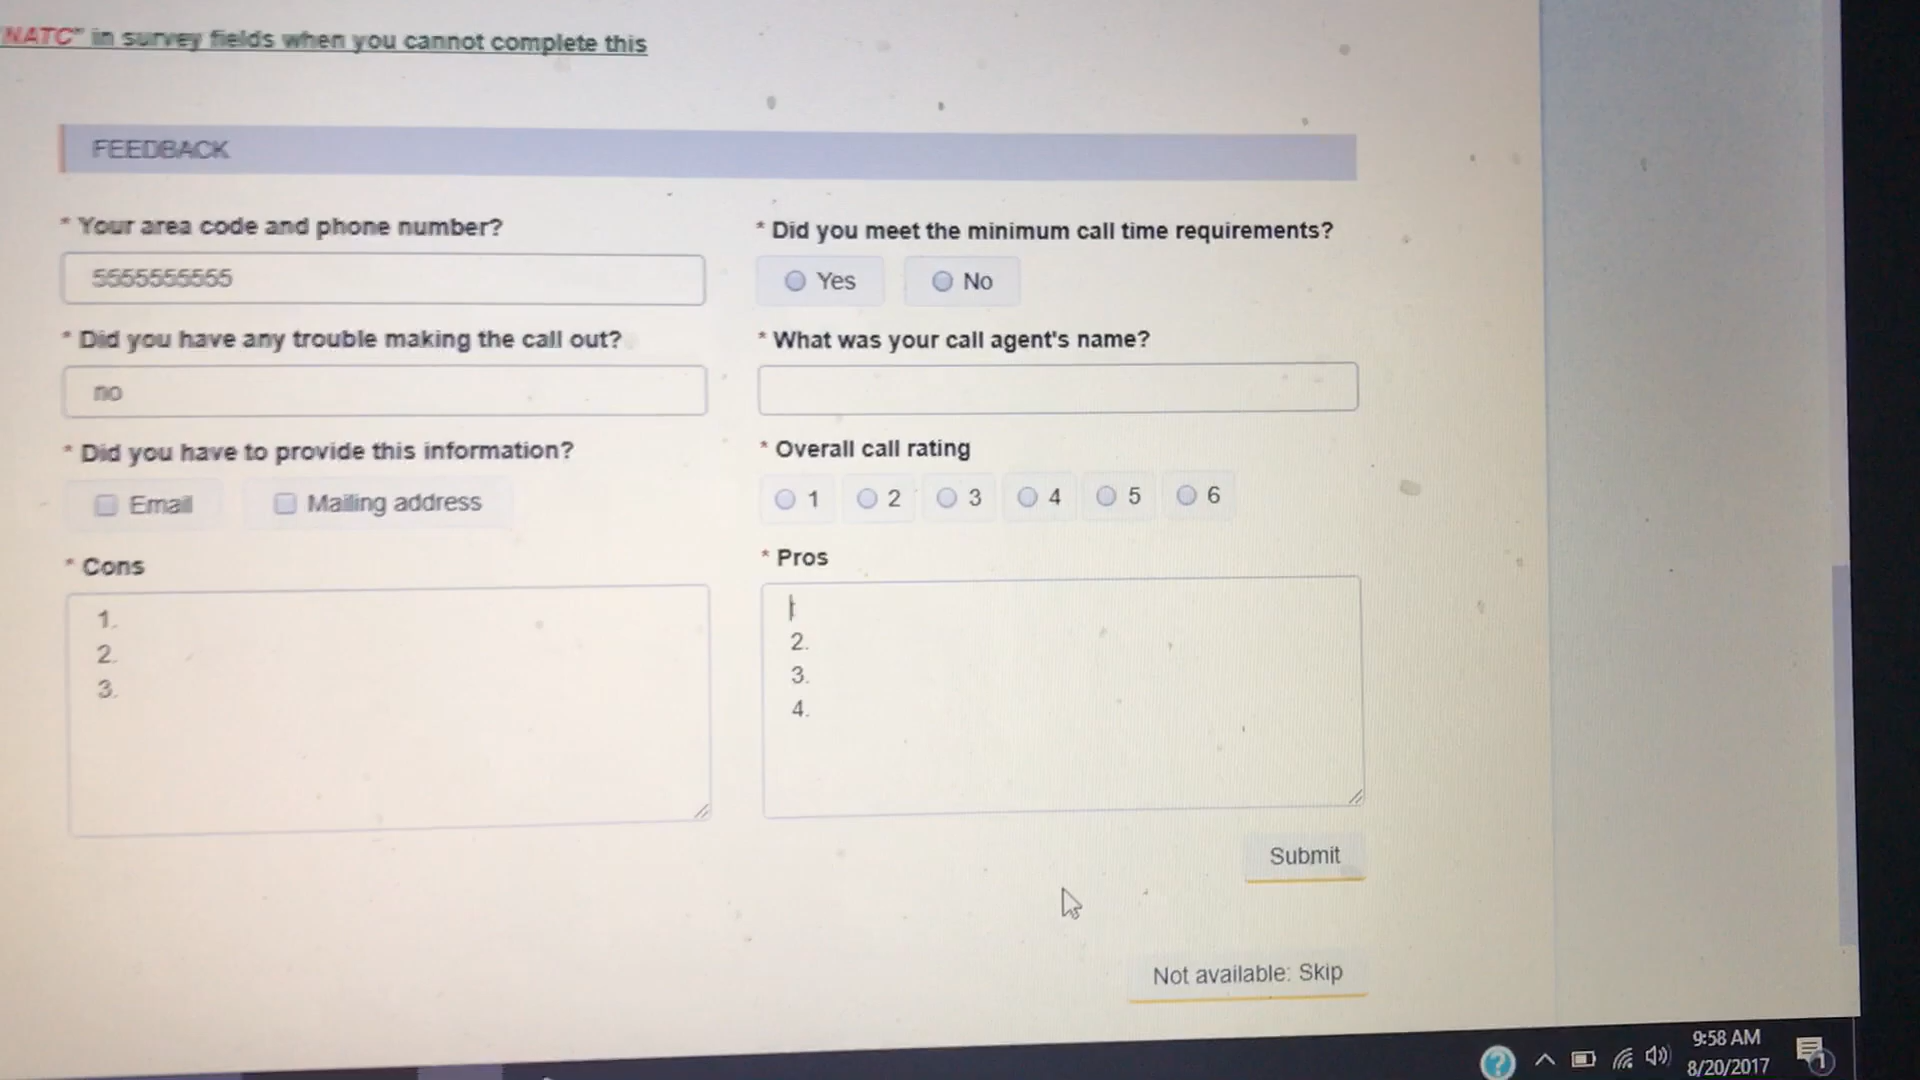 NATC" in survey fields when you cannot complete this
FEEDBACK
* Your area code and phone number?
5555555555
* Did you meet the minimum call time requirements?
Yes
No
* Did you have any trouble making the call out?
no
* What was your call agent's name?
* Did you have to provide this information?
Email
Mailing address
* Overall call rating
1
2
3
4
5
6
* Cons
1.
2.
3.
* Pros
2.
3.
4.
Submit
Not available: Skip
9:58 AM
8/20/2017
1